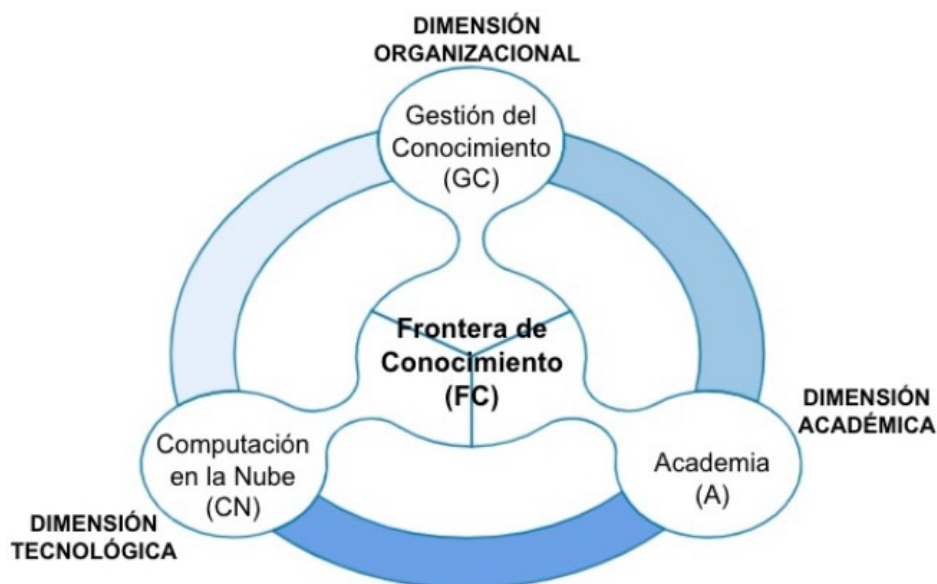 DIMENSIÓN
ORGANIZACIONAL
Gestión del
Conocimiento
(GC)
Frontera de
Conocimiento
(FC)
DIMENSIÓN
ACADÉMICA
Computación
en la Nube
(CN)
Academia
(A)
DIMENSIÓN
TECNOLÓGICA